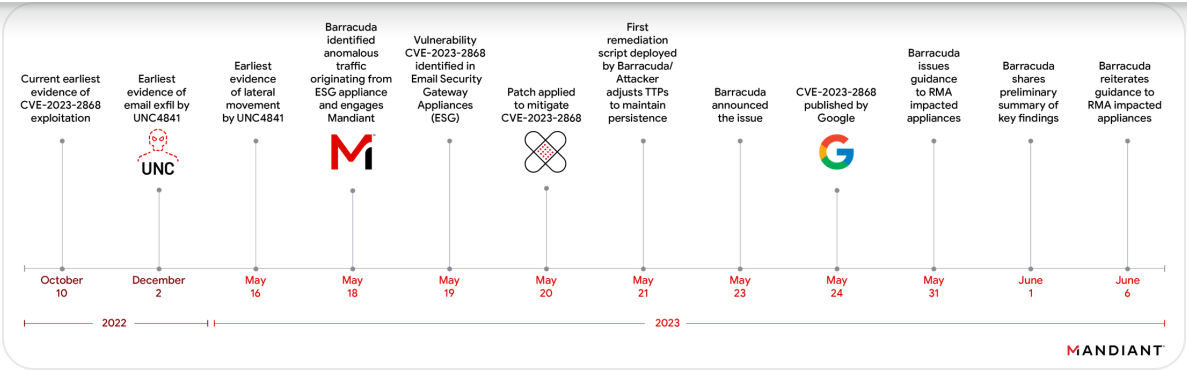 Current earliest
evidence of
CVE-2023-2868
exploitation
Earliest
evidence of
email exfil by
UNC4841
UNC
Earliest
evidence
of lateral
movement
by UNC4841
Barracuda
identified
anomalous
traffic
originating from
ESG appliance
and engages
Mandiant
M
Vulnerability
CVE-2023-2868
identified in
Email Security
Gateway
Appliances
(ESG)
Patch applied
to mitigate
CVE-2023-2868
First
remediation
script deployed
by Barracuda/
Attacker
adjusts TTPs
to maintain
persistence
Barracuda
announced
the issue
CVE-2023-2868
published by
Google
G
Barracuda
issues
guidance
to RMA
impacted
appliances
Barracuda
shares
preliminary
summary of
key findings
Barracuda
reiterates
guidance to
RMA impacted
appliances
October
10
December
2
May
16
May
18
May
19
May
20
May
21
May
23
May
24
May
31
June
1
June
6
2022
2023
MANDIANT